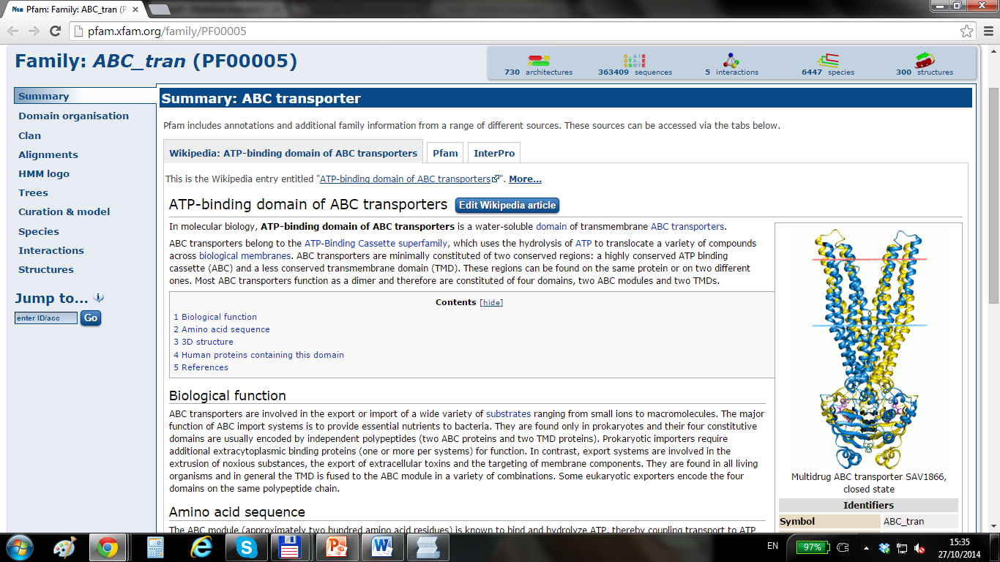 Pfam: Family: ABC_tran (P
pfam.xfam.org/family/PF00005
Family: ABC_tran (PF00005)
730 architectures
363409 sequences
5 interactions
6447 species
300 structures
Summary
Domain organisation
Clan
Alignments
HMM logo
Trees
Curation & model
Species
Interactions
Structures
Jump to...
enter ID/acc
Go
Summary: ABC transporter
Pfam includes annotations and additional family information from a range of different sources. These sources can be accessed via the tabs below.
Wikipedia: ATP-binding domain of ABC transporters
Pfam
InterPro
This is the Wikipedia entry entitled "ATP-binding domain of ABC transporters". More...
ATP-binding domain of ABC transporters
Edit Wikipedia article
In molecular biology, ATP-binding domain of ABC transporters is a water-soluble domain of transmembrane ABC transporters.
ABC transporters belong to the ATP-Binding Cassette superfamily, which uses the hydrolysis of ATP to translocate a variety of compounds
across biological membranes. ABC transporters are minimally constituted of two conserved regions: a highly conserved ATP binding
cassette (ABC) and a less conserved transmembrane domain (TMD). These regions can be found on the same protein or on two different
ones. Most ABC transporters function as a dimer and therefore are constituted of four domains, two ABC modules and two TMDs.
Contents [hide]
1 Biological function
2 Amino acid sequence
3 3D structure
4 Human proteins containing this domain
5 References
Biological function
ABC transporters are involved in the export or import of a wide variety of substrates ranging from small ions to macromolecules. The major
function of ABC import systems is to provide essential nutrients to bacteria. They are found only in prokaryotes and their four constitutive
domains are usually encoded by independent polypeptides (two ABC proteins and two TMD proteins). Prokaryotic importers require
additional extracytoplasmic binding proteins (one or more per systems) for function. In contrast, export systems are involved in the
extrusion of noxious substances, the export of extracellular toxins and the targeting of membrane components. They are found in all living
organisms and in general the TMD is fused to the ABC module in a variety of combinations. Some eukaryotic exporters encode the four
domains on the same polypeptide chain.
Amino acid sequence
The ABC module (approximately two hundred amino acid residues) is known to bind and hydrolyze ATP, thereby coupling transport to ATP
Multidrug ABC transporter SAV1866,
closed state
Identifiers
Symbol ABC_tran
EN
97%
15:35
27/10/2014